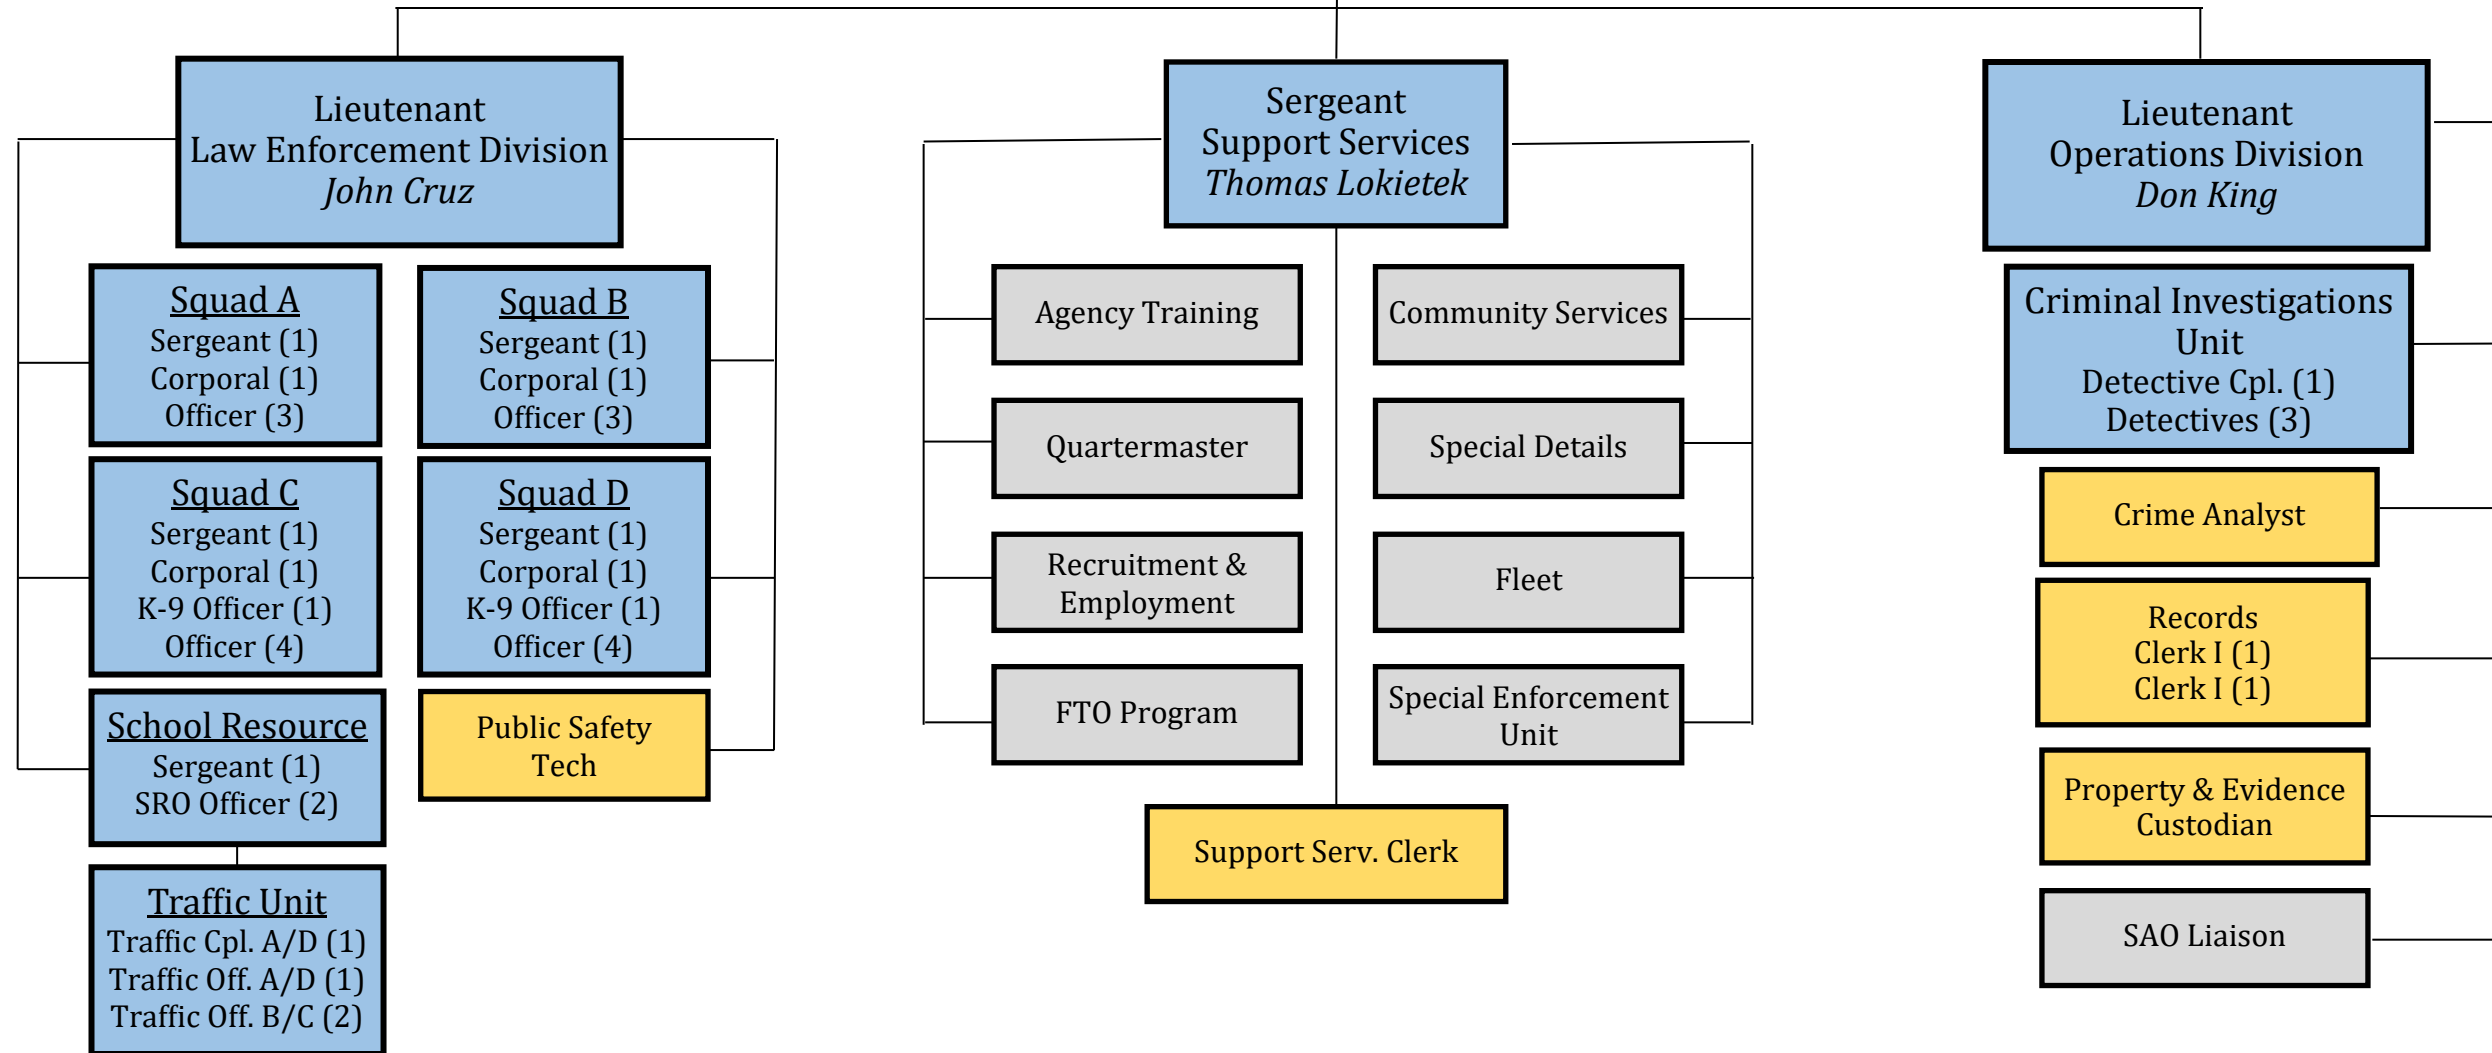 Lieutenant
Law Enforcement Division
John Cruz
Squad A
Sergeant (1)
Corporal (1)
Officer (3)
Squad B
Sergeant (1)
Corporal (1)
Officer (3)
Squad C
Sergeant (1)
Corporal (1)
K-9 Officer (1)
Officer (4)
Squad D
Sergeant (1)
Corporal (1)
K-9 Officer (1)
Officer (4)
School Resource
Sergeant (1)
SRO Officer (2)
Public Safety
Tech
Traffic Unit
Traffic Cpl. A/D (1)
Traffic Off. A/D (1)
Traffic Off. B/C (2)
Sergeant
Support Services
Thomas Lokietek
Agency Training
Community Services
Quartermaster
Special Details
Recruitment &
Employment
Fleet
FTO Program
Special Enforcement
Unit
Support Serv. Clerk
Lieutenant
Operations Division
Don King
Criminal Investigations
Unit
Detective Cpl. (1)
Detectives (3)
Crime Analyst
Records
Clerk I (1)
Clerk I (1)
Property & Evidence
Custodian
SAO Liaison